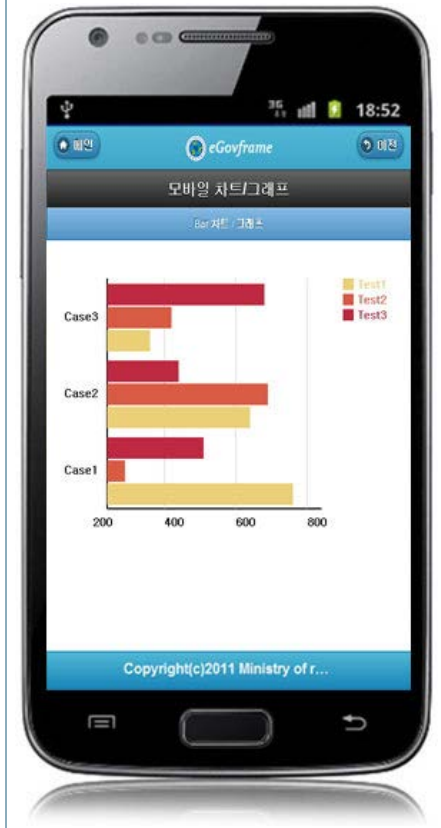 3G 18:52
메인 eGovframe 이전
모바일 차트/그래프
Bar 차트 / 그래프
Test1
Test2
Test3
Case3
Case2
Case1
200 400 600 800
Copyright(c)2011 Ministry of r...